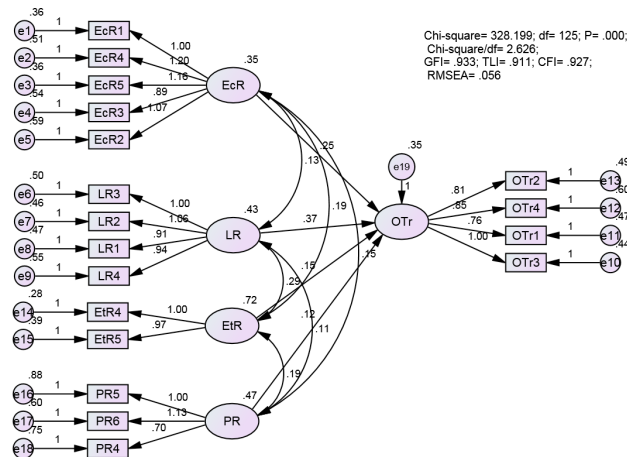 Chi-square= 328.199; df= 125; P= .000;
Chi-square/df= 2.626;
GFI= .933; TLI= .911; CFI= .927;
RMSEA= .056
.36
e1 1 EcR1
.51
e2 1 EcR4
.36
e3 1 EcR5
.54
e4 1 EcR3
.59
e5 1 EcR2
1.00
1.20
1.16
.89
1.07
.35
EcR
.50
e6 1 LR3
.46
e7 1 LR2
.47
e8 1 LR1
.55
e9 1 LR4
1.00
1.06
.91
.94
.43
LR
.28
e14 1 EtR4
.39
e15 1 EtR5
1.00
.97
.72
EtR
.88
e16 1 PR5
.60
e17 1 PR6
.75
e18 1 PR4
1.00
1.13
.70
.47
PR
.25
.13
.19
.37
.15
.15
.29
.12
.11
.19
.35
e19
1
OTr
.81
.85
.76
1.00
.49
OTr2 1 e13
.60
OTr4 1 e12
.47
OTr1 1 e11
.44
OTr3 1 e10